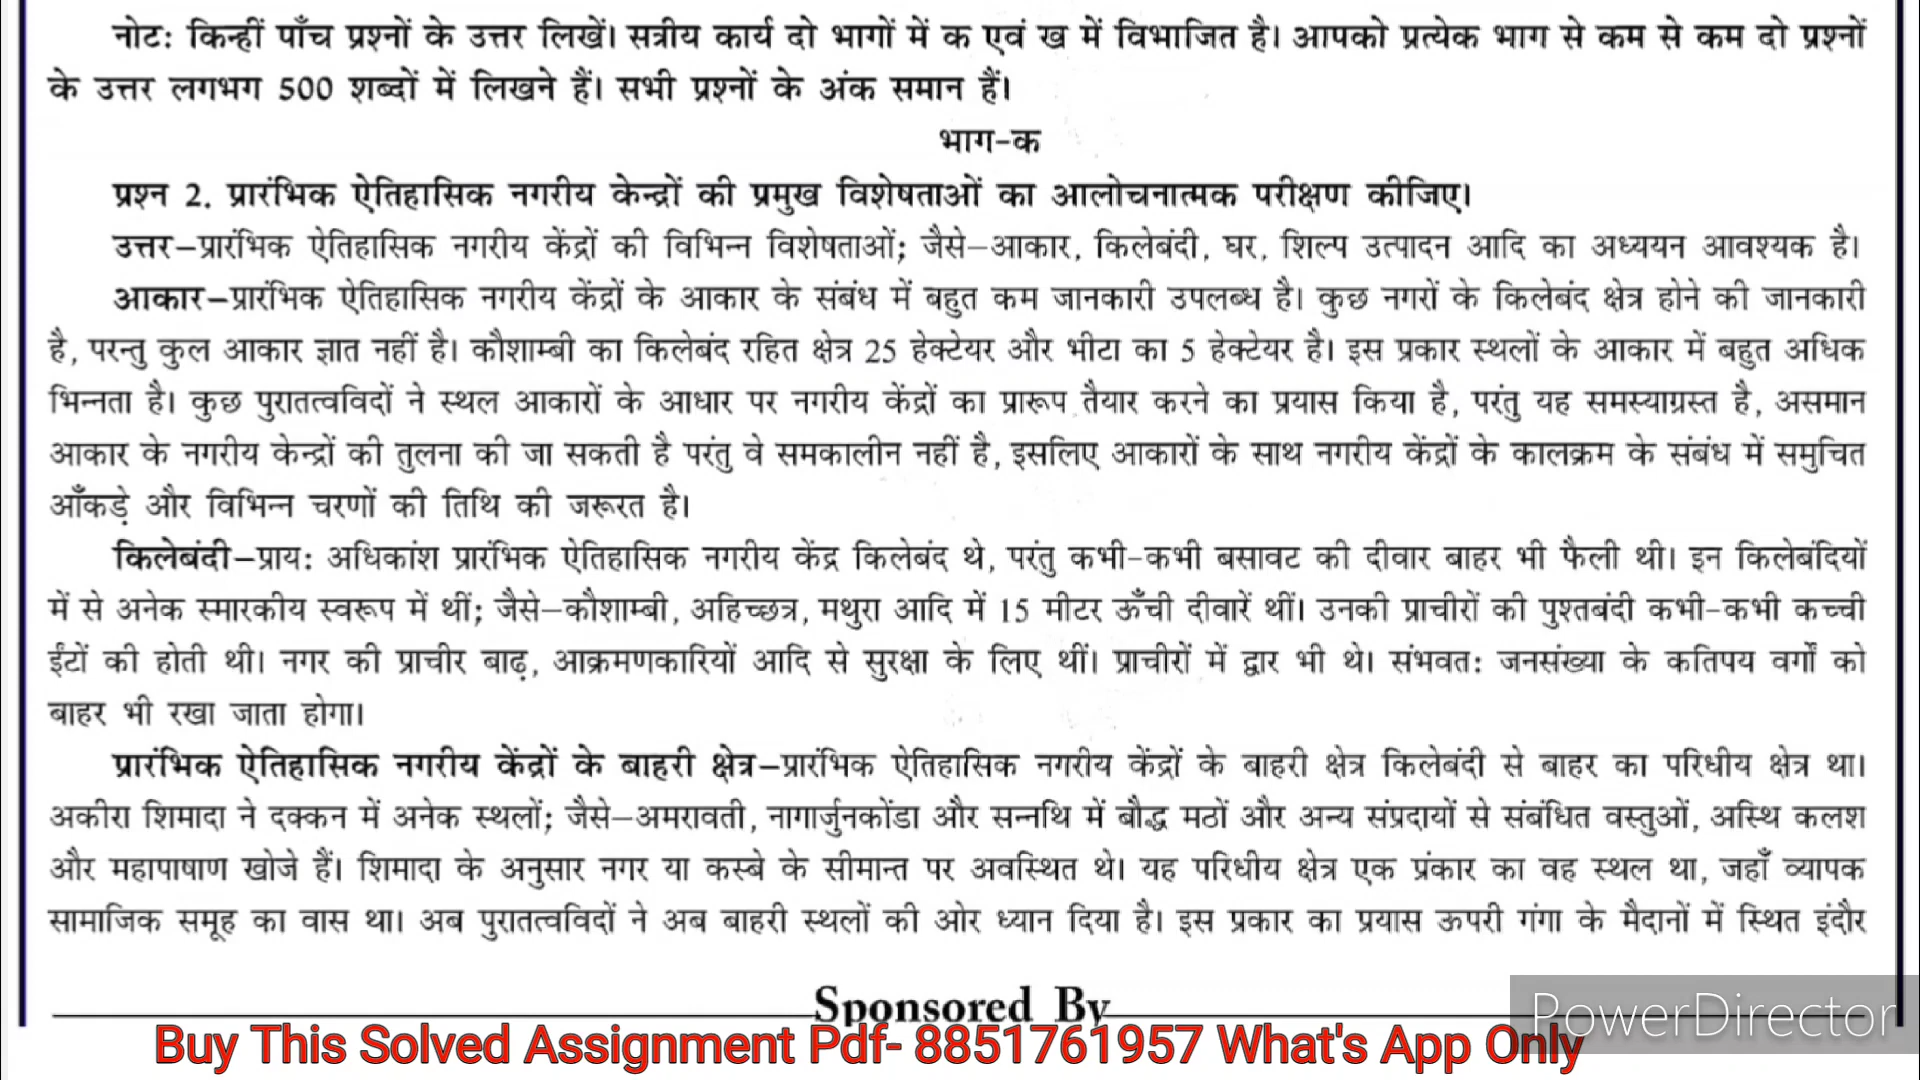 नोट: किन्हीं पाँच प्रश्नों के उत्तर लिखें। सत्रीय कार्य दो भागों में क एवं ख में विभाजित है। आपको प्रत्येक भाग से कम से कम दो प्रश्नों
के उत्तर लगभग 500 शब्दों में लिखने हैं। सभी प्रश्नों के अंक समान हैं।
भाग-क
प्रश्न 2. प्रारंभिक ऐतिहासिक नगरीय केन्द्रों की प्रमुख विशेषताओं का आलोचनात्मक परीक्षण कीजिए।
उत्तर–प्रारंभिक ऐतिहासिक नगरीय केंद्रों की विभिन्न विशेषताओं; जैसे–आकार, किलेबंदी, घर, शिल्प उत्पादन आदि का अध्ययन आवश्यक है।
आकार–प्रारंभिक ऐतिहासिक नगरीय केंद्रों के आकार के संबंध में बहुत कम जानकारी उपलब्ध है। कुछ नगरों के किलेबंद क्षेत्र होने की जानकारी
है, परन्तु कुल आकार ज्ञात नहीं है। कौशाम्बी का किलेबंद रहित क्षेत्र 25 हेक्टेयर और भीटा का 5 हेक्टेयर है। इस प्रकार स्थलों के आकार में बहुत अधिक
भिन्नता है। कुछ पुरातत्वविदों ने स्थल आकारों के आधार पर नगरीय केंद्रों का प्रारूप तैयार करने का प्रयास किया है, परंतु यह समस्याग्रस्त है, असमान
आकार के नगरीय केन्द्रों की तुलना की जा सकती है परंतु वे समकालीन नहीं है, इसलिए आकारों के साथ नगरीय केंद्रों के कालक्रम के संबंध में समुचित
आँकड़े और विभिन्न चरणों की तिथि की जरूरत है।
किलेबंदी–प्राय: अधिकांश प्रारंभिक ऐतिहासिक नगरीय केंद्र किलेबंद थे, परंतु कभी-कभी बसावट की दीवार बाहर भी फैली थी। इन किलेबंदियों
में से अनेक स्मारकीय स्वरूप में थीं; जैसे–कौशाम्बी, अहिच्छत्र, मथुरा आदि में 15 मीटर ऊँची दीवारें थीं। उनकी प्राचीरों की पुश्तबंदी कभी-कभी कच्ची
ईंटों की होती थी। नगर की प्राचीर बाढ़, आक्रमणकारियों आदि से सुरक्षा के लिए थीं। प्राचीरों में द्वार भी थे। संभवत: जनसंख्या के कतिपय वर्गों को
बाहर भी रखा जाता होगा।
प्रारंभिक ऐतिहासिक नगरीय केंद्रों के बाहरी क्षेत्र–प्रारंभिक ऐतिहासिक नगरीय केंद्रों के बाहरी क्षेत्र किलेबंदी से बाहर का परिधीय क्षेत्र था।
अकीरा शिमादा ने दक्कन में अनेक स्थलों; जैसे–अमरावती, नागार्जुनकोंडा और सन्नथि में बौद्ध मठों और अन्य संप्रदायों से संबंधित वस्तुओं, अस्थि कलश
और महापाषाण खोजे हैं। शिमादा के अनुसार नगर या कस्बे के सीमान्त पर अवस्थित थे। यह परिधीय क्षेत्र एक प्रंकार का वह स्थल था, जहाँ व्यापक
सामाजिक समूह का वास था। अब पुरातत्वविदों ने अब बाहरी स्थलों की ओर ध्यान दिया है। इस प्रकार का प्रयास ऊपरी गंगा के मैदानों में स्थित इंदौर
Sponsored By
PowerDirector
Buy This Solved Assignment Pdf- 8851761957 What's App Only